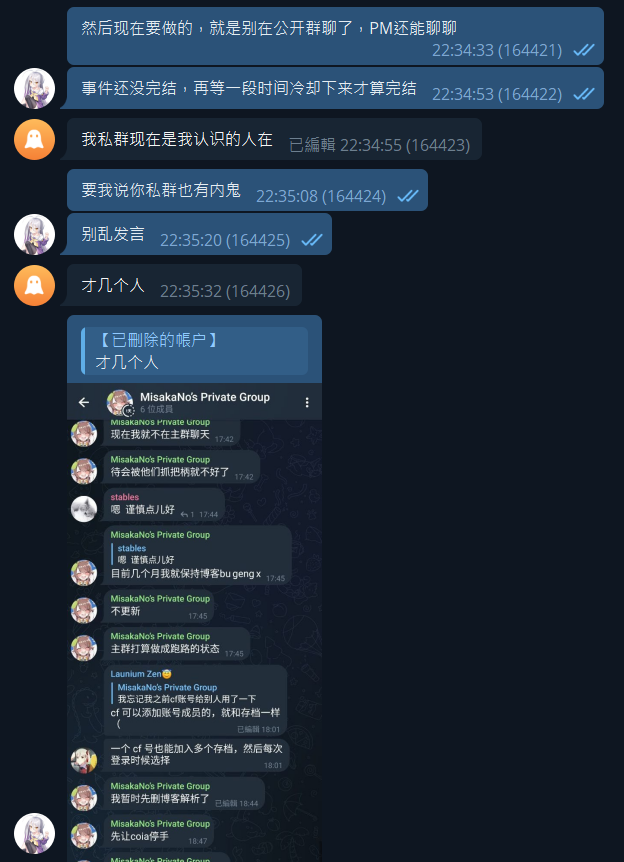 然后现在要做的，就是别在公开群聊了，PM还能聊聊
22:34:33 (164421)
事件还没完结，再等一段时间冷却下来才算完结 22:34:53 (164422)
我私群现在是我认识的人在 已編輯 22:34:55 (164423)
要我说你私群也有内鬼 22:35:08 (164424)
别乱发言 22:35:20 (164425)
才几个人 22:35:32 (164426)
【已刪除的帳户】
才几个人
MisakaNo's Private Group
6 位成員
MisakaNo's Private Group
现在我就不在主群聊天 17:42
MisakaNo's Private Group
待会被他们抓把柄就不好了 17:42
stables
嗯 谨慎点儿好 1 17:44
MisakaNo's Private Group
stables
嗯 谨慎点儿好
目前几个月我就保持博客bu geng x 17:45
MisakaNo's Private Group
不更新 17:45
MisakaNo's Private Group
主群打算做成跑路的状态 17:45
Launium Zen😇
MisakaNo's Private Group
我忘记我之前cf账号给别人用了一下
cf 可以添加账号成员的，就和存档一样
（ 已編輯 18:01
一个 cf 号也能加入多个存档，然后每次
登录时候选择 18:01
MisakaNo's Private Group
我暂时先删博客解析了 已編輯 18:44
MisakaNo's Private Group
先让coia停手 18:47
MisakaNo's Private Group